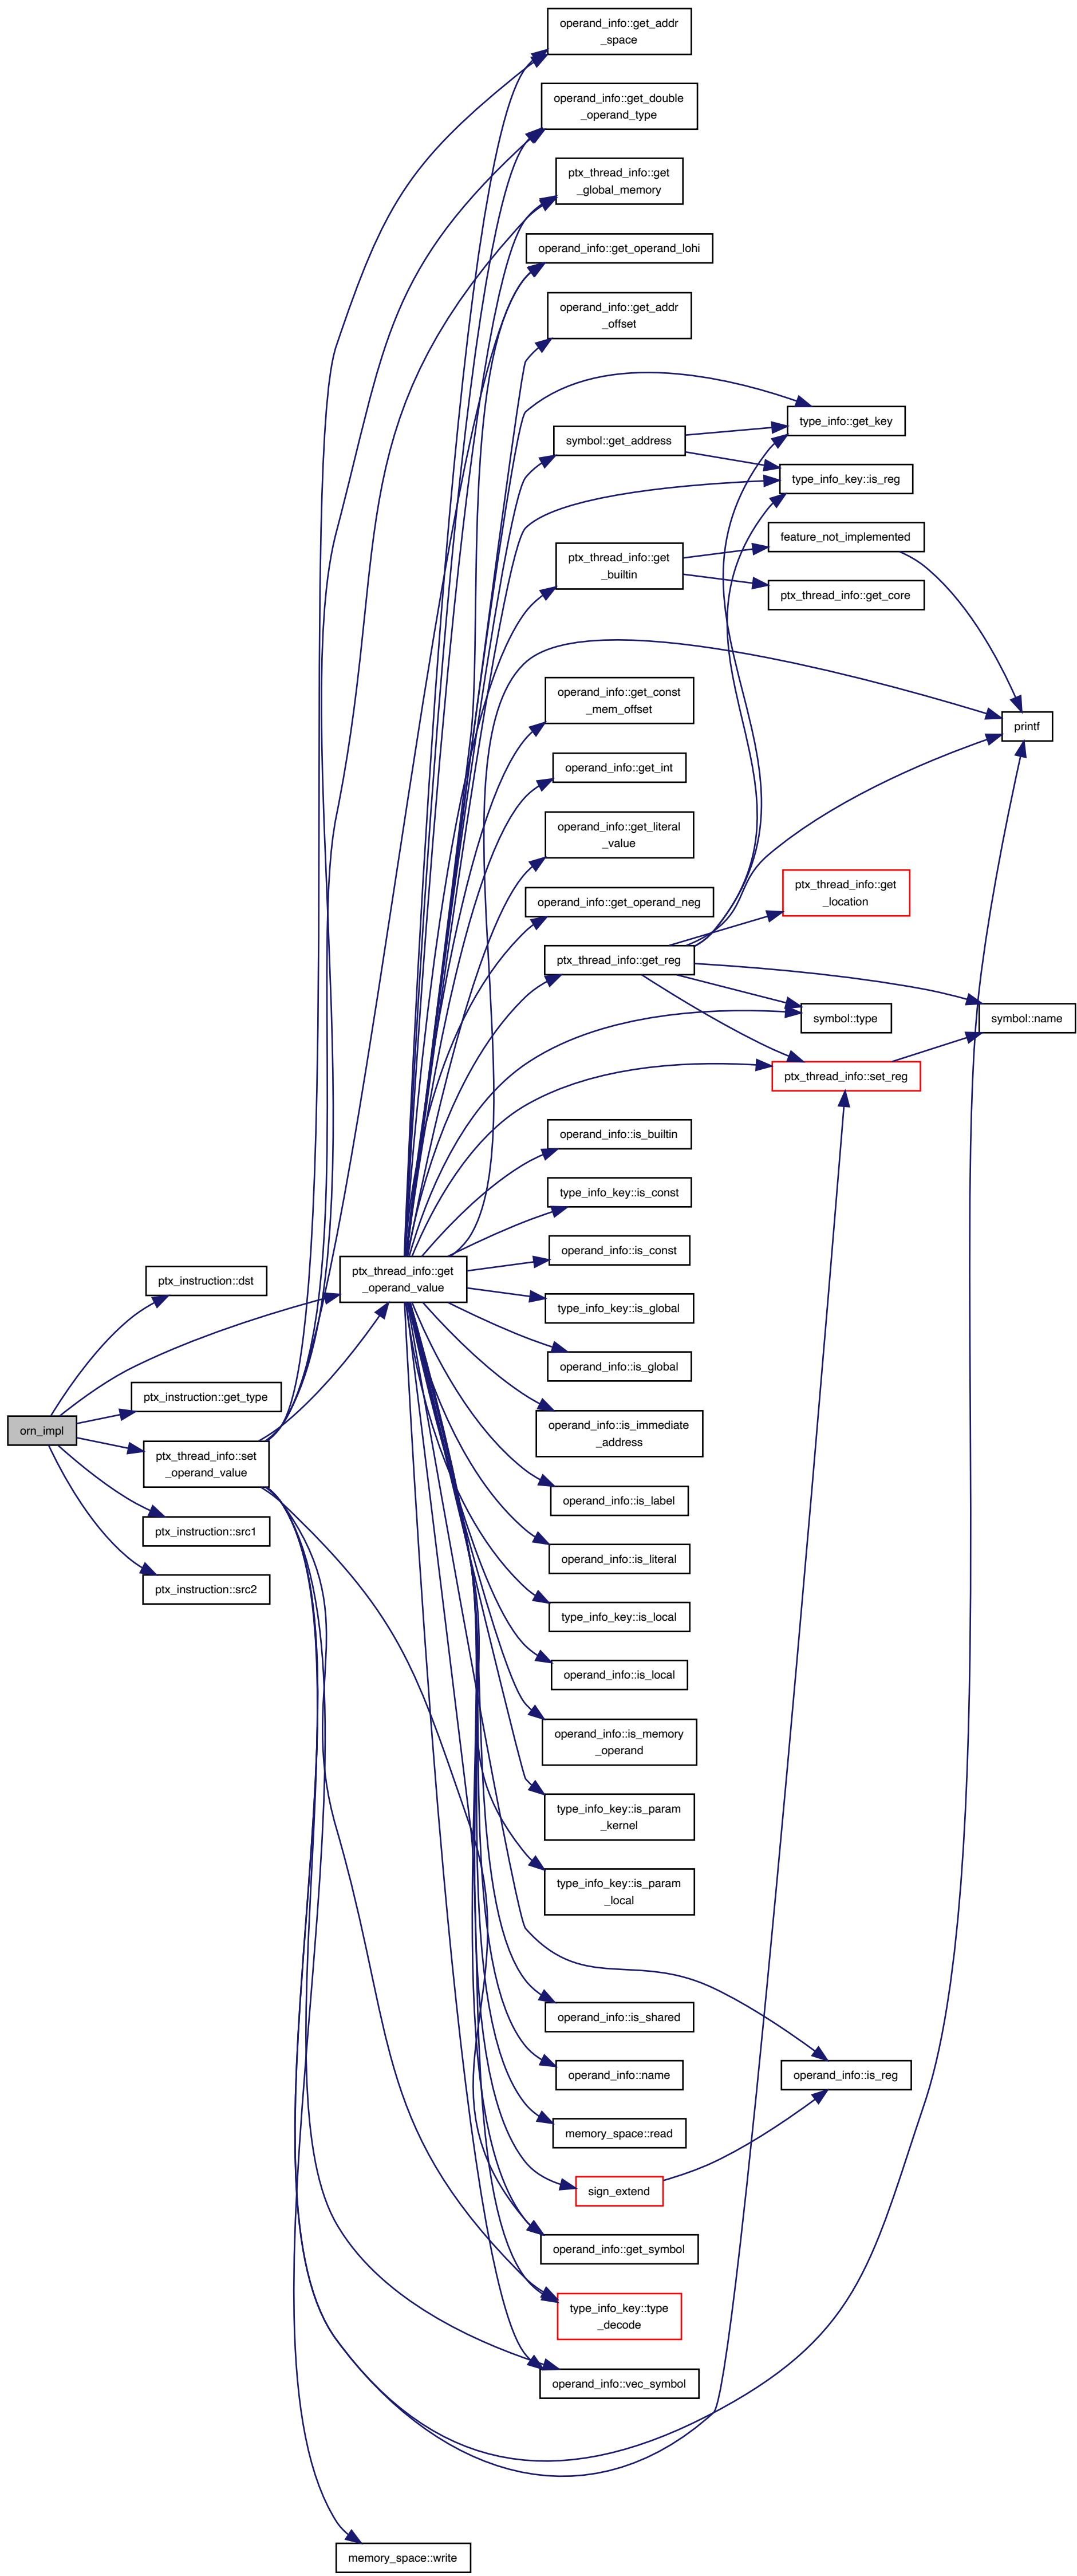 operand_info::get_addr
_space
operand_info::get_double
_operand_type
ptx_thread_info::get
_global_memory
operand_info::get_operand_lohi
operand_info::get_addr
_offset
type_info::get_key
symbol::get_address
type_info_key::is_reg
feature_not_implemented
ptx_thread_info::get
_builtin
ptx_thread_info::get_core
operand_info::get_const
_mem_offset
printf
operand_info::get_int
operand_info::get_literal
_value
ptx_thread_info::get
_location
operand_info::get_operand_neg
ptx_thread_info::get_reg
symbol::type
symbol::name
ptx_thread_info::set_reg
operand_info::is_builtin
type_info_key::is_const
operand_info::is_const
ptx_thread_info::get
_operand_value
ptx_instruction::dst
type_info_key::is_global
operand_info::is_global
ptx_instruction::get_type
operand_info::is_immediate
_address
orn_impl
ptx_thread_info::set
_operand_value
operand_info::is_label
ptx_instruction::src1
operand_info::is_literal
ptx_instruction::src2
type_info_key::is_local
operand_info::is_local
operand_info::is_memory
_operand
type_info_key::is_param
_kernel
type_info_key::is_param
_local
operand_info::is_shared
operand_info::name
operand_info::is_reg
memory_space::read
sign_extend
operand_info::get_symbol
type_info_key::type
_decode
operand_info::vec_symbol
memory_space::write